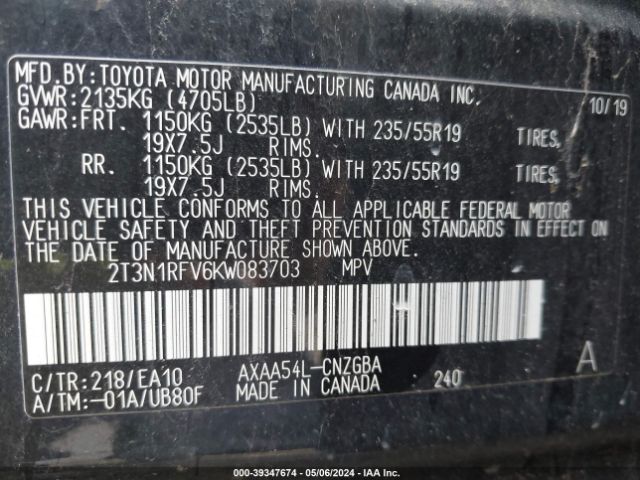 MFD.BY:TOYOTA MOTOR MANUFACTURING CANADA INC.
GVWR:2135KG (4705LB) 10/19
GAWR:FRT. 1150KG (2535LB) WITH 235/55R19 TIRES,
19X7.5J RIMS.
RR. 1150KG (2535LB) WITH 235/55R19 TIRES,
19X7.5J RIMS.
THIS VEHICLE CONFORMS TO ALL APPLICABLE FEDERAL MOTOR
VEHICLE SAFETY AND THEFT PREVENTION STANDARDS IN EFFECT ON
THE DATE OF MANUFACTURE SHOWN ABOVE.
2T3N1RFV6KW083703 MPV
C/TR:218/EA10 AXAA54L-CNZGBA A
A/TM:-01A/UB80F MADE IN CANADA 240
000-39347674 - 05/06/2024 - IAA Inc.